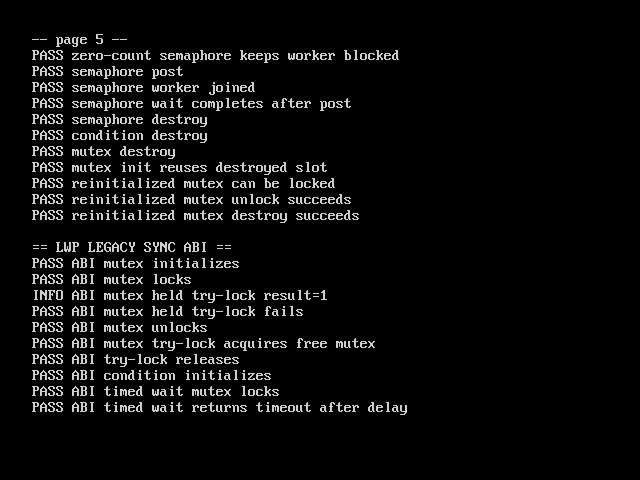 -- page 5 --
PASS zero-count semaphore keeps worker blocked
PASS semaphore post
PASS semaphore worker joined
PASS semaphore wait completes after post
PASS semaphore destroy
PASS condition destroy
PASS mutex destroy
PASS mutex init reuses destroyed slot
PASS reinitialized mutex can be locked
PASS reinitialized mutex unlock succeeds
PASS reinitialized mutex destroy succeeds
== LWP LEGACY SYNC ABI ==
PASS ABI mutex initializes
PASS ABI mutex locks
INFO ABI mutex held try-lock result=1
PASS ABI mutex held try-lock fails
PASS ABI mutex unlocks
PASS ABI mutex try-lock acquires free mutex
PASS ABI try-lock releases
PASS ABI condition initializes
PASS ABI timed wait mutex locks
PASS ABI timed wait returns timeout after delay